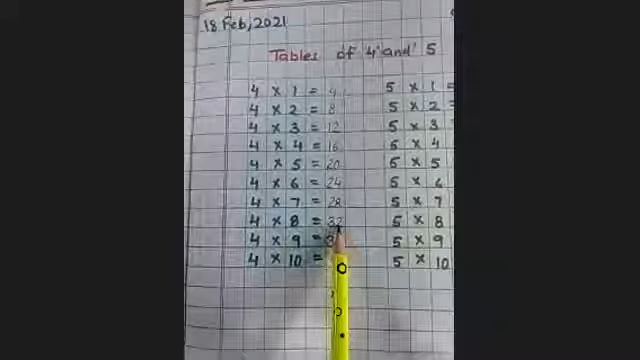 18 Feb, 2021
Tables of '4' and '5
4 × 1 = 4
4 × 2 = 8
4 × 3 = 12
4 × 4 = 16
4 × 5 = 20
4 × 6 = 24
4 × 7 = 28
4 × 8 = 32
4 × 9 = 3
4 × 10 =
5 × 1 =
5 × 2 =
5 × 3
5 × 4
5 × 5
5 × 6
5 × 7
5 × 8
5 × 9
5 × 10